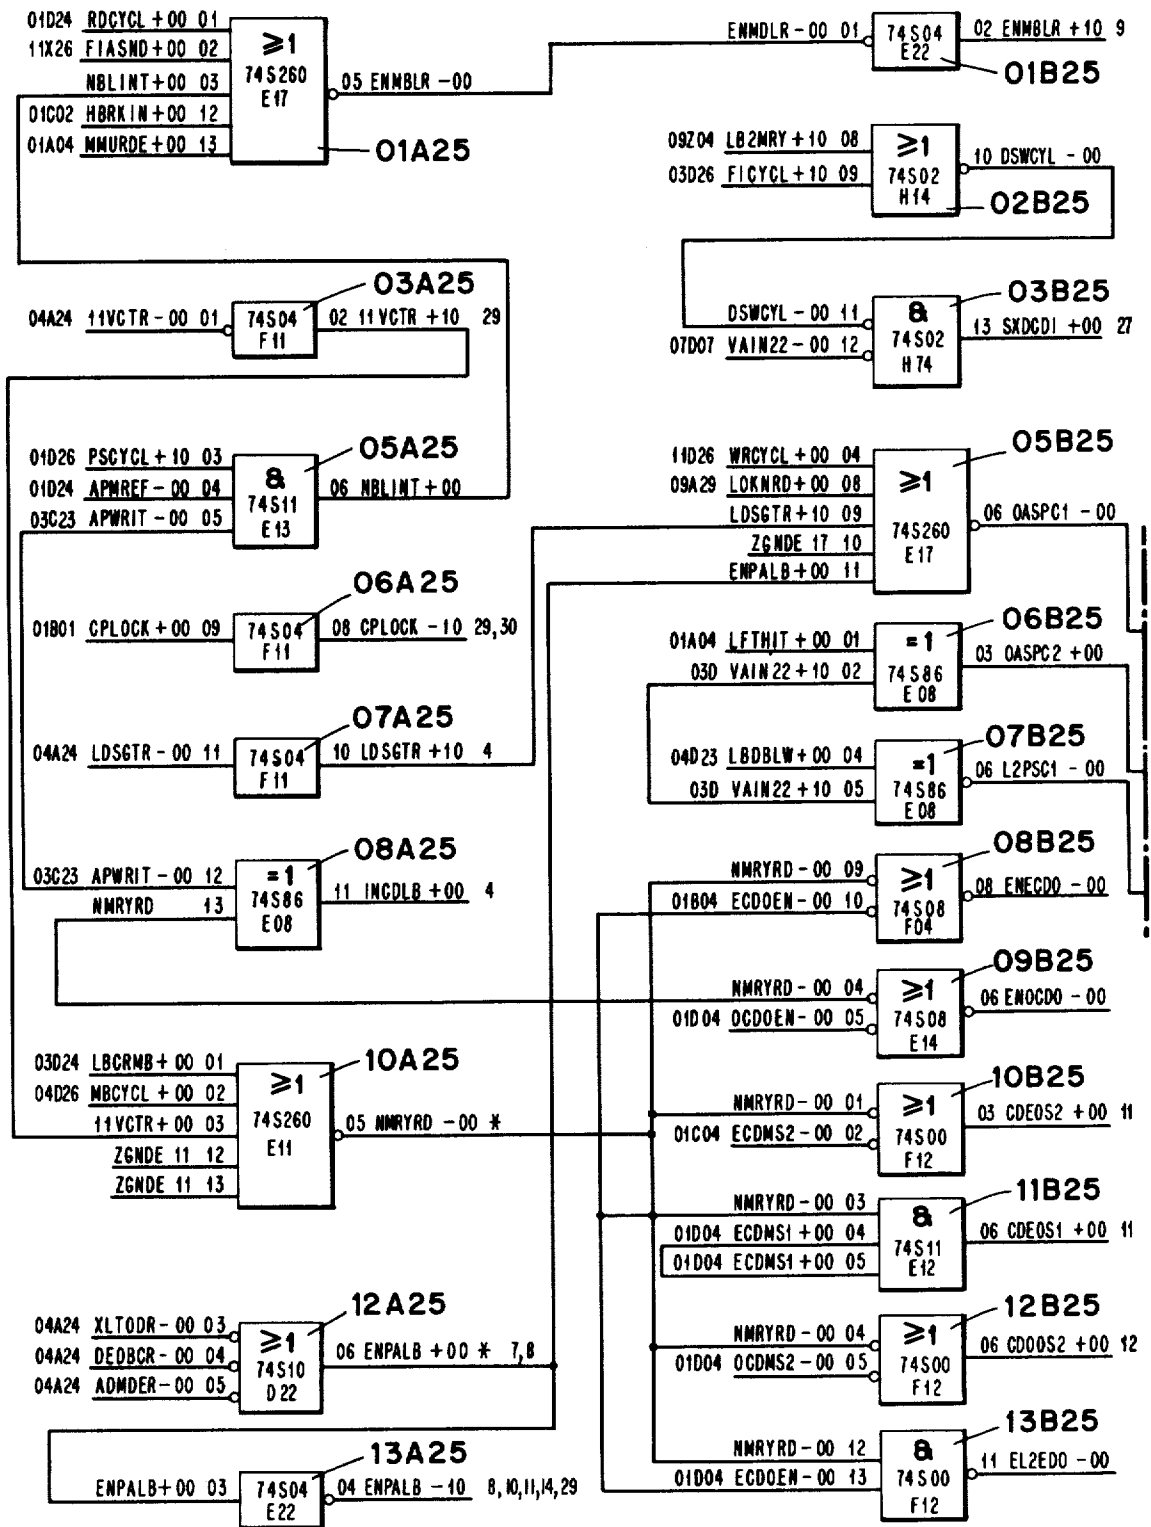 01D24 RDCYCL +00 01
11X26 FIASND +00 02
NBLINT +00 03
01C02 HBRKIN +00 12
01A04 MMURDE +00 13
≥1
74S260
E17
05 ENMBLR -00
01A25
04A24 11VCTR -00 01
74S04
F11
02 11VCTR +10 29
03A25
01D26 PSCYCL +10 03
01D24 APMREF -00 04
03C23 APWRIT -00 05
&
74S11
E13
06 NBLINT +00
05A25
01B01 CPLOCK +00 09
74S04
F11
08 CPLOCK -10 29,30
06A25
04A24 LDSGTR -00 11
74S04
F11
10 LDSGTR +10 4
07A25
03C23 APWRIT -00 12
NMRYRD 13
=1
74S86
E08
11 INCDLB +00 4
08A25
03D24 LBCRMB +00 01
04D26 MBCYCL +00 02
11VCTR +00 03
ZGNDE 11 12
ZGNDE 11 13
≥1
74S260
E11
05 NMRYRD -00 *
10A25
04A24 XLTODR -00 03
04A24 DEDBCR -00 04
04A24 ADMDER -00 05
≥1
74S10
D22
06 ENPALB +00 * 7,8
12A25
ENPALB +00 03
74S04
E22
04 ENPALB -10 8,10,11,14,29
13A25
ENMDLR -00 01
74S04
E22
02 ENMBLR +10 9
01B25
09Z04 LB2MRY +10 08
03D26 FICYCL +10 09
≥1
74S02
H14
10 DSWCYL -00
02B25
DSWCYL -00 11
07D07 VAIN22 -00 12
&
74S02
H74
13 SXDCDI +00 27
03B25
11D26 WRCYCL +00 04
09A29 LOKNRD +00 08
LDSGTR +10 09
ZGNDE 17 10
ENPALB +00 11
≥1
74S260
E17
06 OASPC1 -00
05B25
01A04 LFTHIT +00 01
03D VAIN22 +10 02
=1
74S86
E08
03 OASPC2 +00
06B25
04D23 LBDBLW +00 04
03D VAIN22 +10 05
=1
74S86
E08
06 L2PSC1 -00
07B25
NMRYRD -00 09
01B04 ECDOEN -00 10
≥1
74S08
F04
08 ENECDO -00
08B25
NMRYRD -00 04
01D04 OCDOEN -00 05
≥1
74S08
E14
06 ENOCDO -00
09B25
NMRYRD -00 01
01C04 ECDMS2 -00 02
≥1
74S00
F12
03 CDEOS2 +00 11
10B25
NMRYRD -00 03
01D04 ECDMS1 +00 04
01D04 ECDMS1 +00 05
&
74S11
E12
06 CDEOS1 +00 11
11B25
NMRYRD -00 04
01D04 OCDMS2 -00 05
≥1
74S00
F12
06 CDOOS2 +00 12
12B25
NMRYRD -00 12
01D04 ECDOEN -00 13
&
74S00
F12
11 EL2EDO -00
13B25